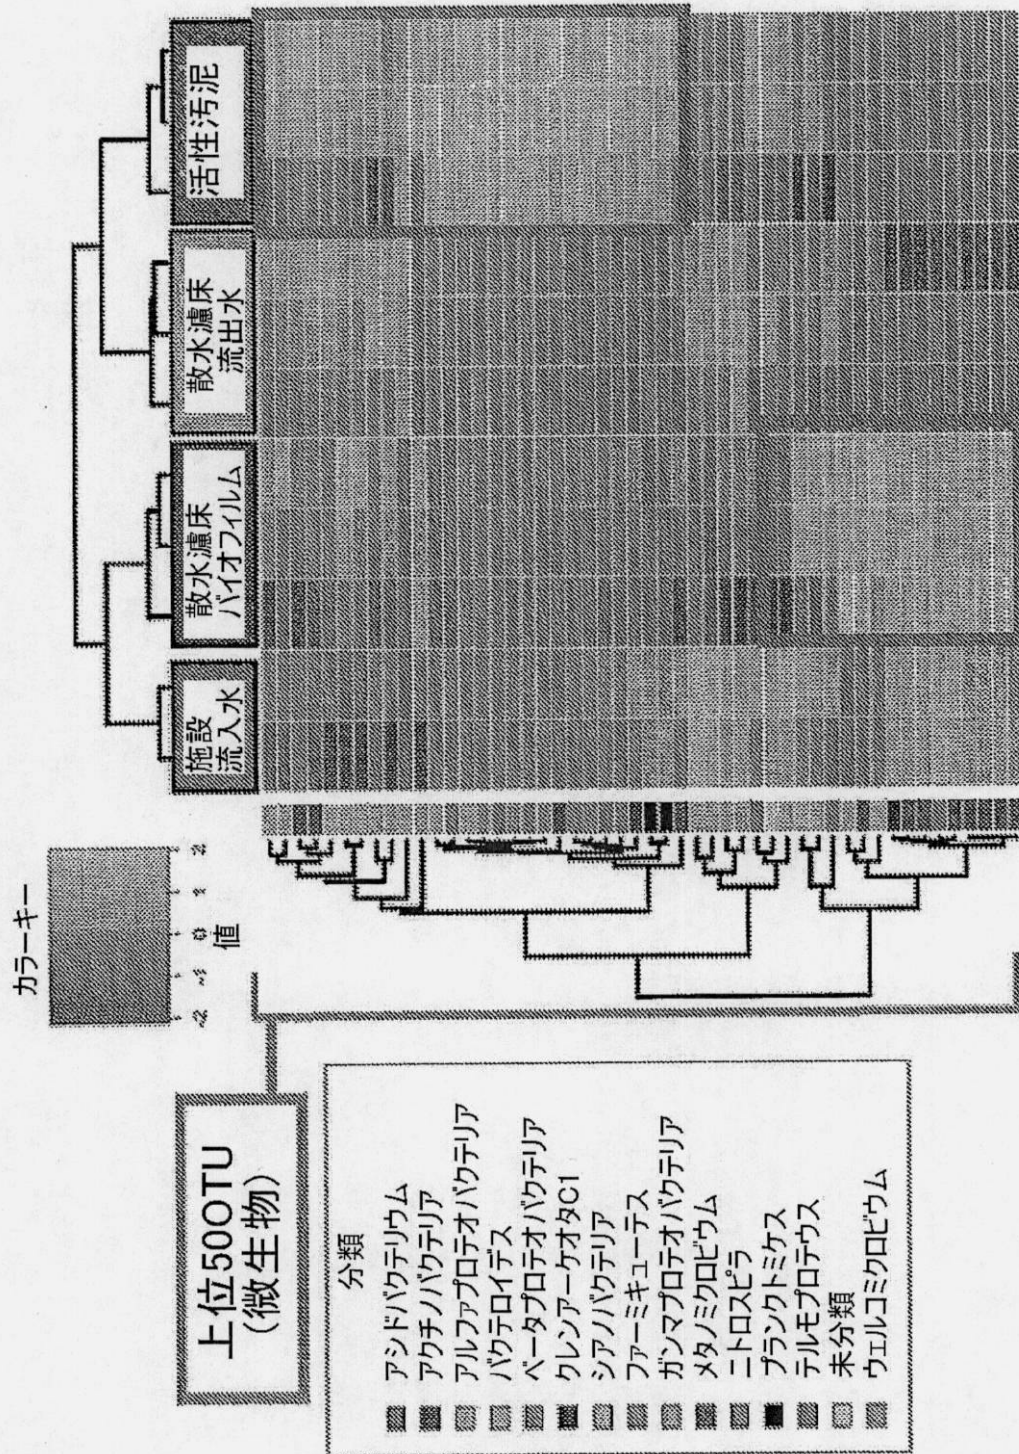 カラーキー
-2 -1 0 1 2
値
施設
流入水
散水濾床
バイオフィルム
散水濾床
流出水
活性汚泥
上位50OTU
(微生物)
分類
アシドバクテリウム
アクチノバクテリア
アルファプロテオバクテリア
バクテロイデス
ベータプロテオバクテリア
クレンアーケオタC1
シアノバクテリア
ファーミキューテス
ガンマプロテオバクテリア
メタノミクロビウム
ニトロスピラ
プランクトミケス
テルモプロテウス
未分類
ウェルコミクロビウム